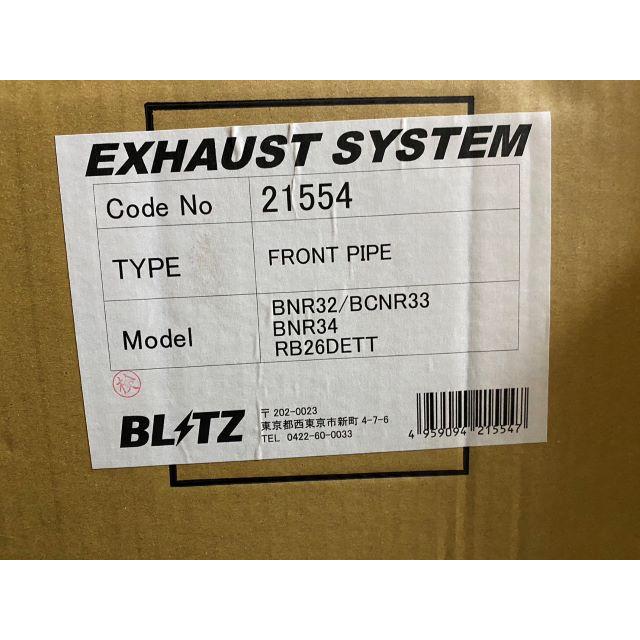 EXHAUST SYSTEM
Code No 21554
TYPE FRONT PIPE
Model BNR32/BCNR33
BNR34
RB26DETT
検
BLITZ
〒202-0023
東京都西東京市新町 4-7-6
TEL 0422-60-0033
4 959094 215547